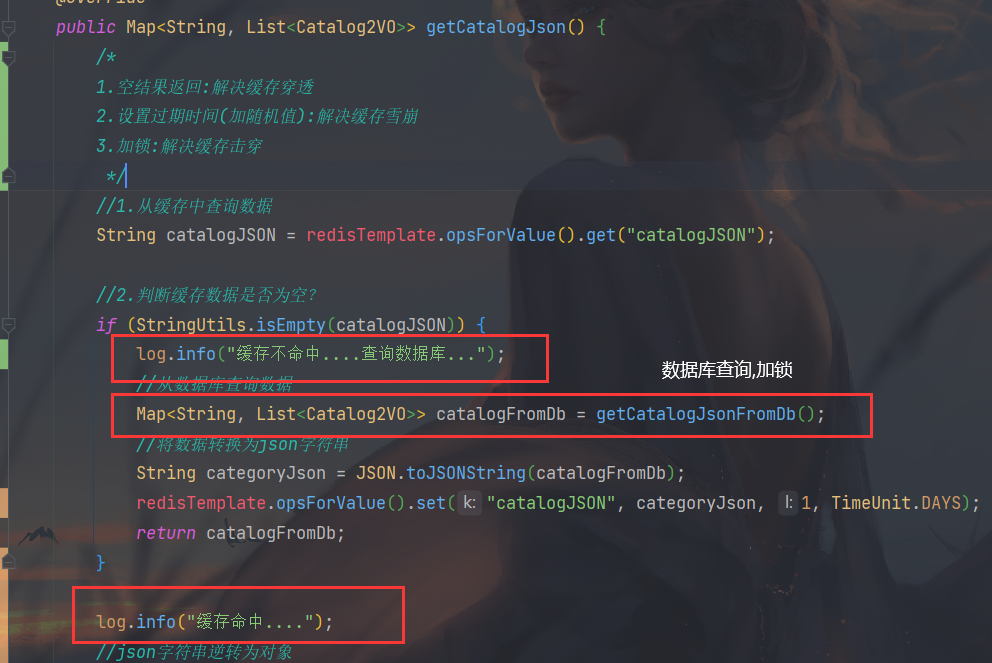 @Override
public Map<String, List<Catalog2VO>> getCatalogJson() {
/*
1.空结果返回:解决缓存穿透
2.设置过期时间(加随机值):解决缓存雪崩
3.加锁:解决缓存击穿
*/
//1.从缓存中查询数据
String catalogJSON = redisTemplate.opsForValue().get("catalogJSON");
//2.判断缓存数据是否为空?
if (StringUtils.isEmpty(catalogJSON)) {
log.info("缓存不命中....查询数据库...");
//从数据库查询数据
数据库查询,加锁
Map<String, List<Catalog2VO>> catalogFromDb = getCatalogJsonFromDb();
//将数据转换为json字符串
String categoryJson = JSON.toJSONString(catalogFromDb);
redisTemplate.opsForValue().set( k: "catalogJSON", categoryJson, l: 1, TimeUnit.DAYS);
return catalogFromDb;
}
log.info("缓存命中....");
//json字符串逆转为对象